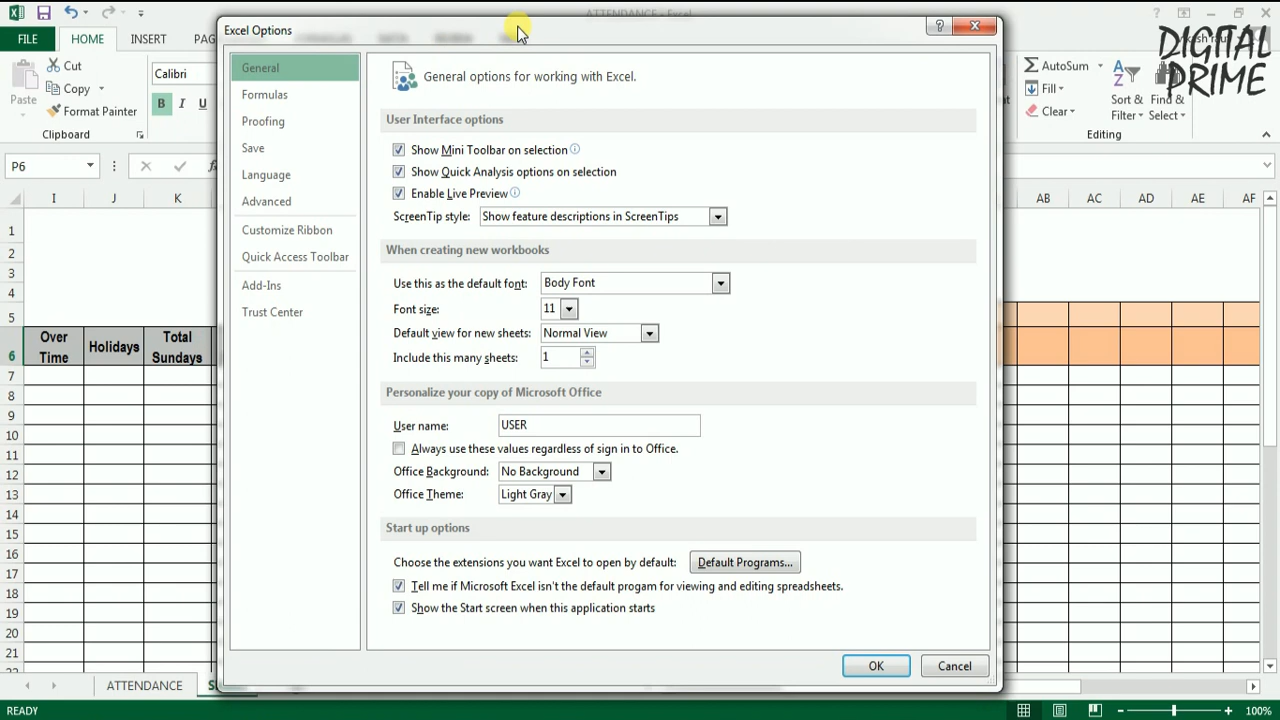 ATTENDANCE - Excel
Excel Options
FILE
HOME
INSERT
General
Formulas
Proofing
Save
Language
Advanced
Customize Ribbon
Quick Access Toolbar
Add-Ins
Trust Center
General options for working with Excel.
User Interface options
Show Mini Toolbar on selection
Show Quick Analysis options on selection
Enable Live Preview
ScreenTip style: Show feature descriptions in ScreenTips
When creating new workbooks
Use this as the default font: Body Font
Font size: 11
Default view for new sheets: Normal View
Include this many sheets: 1
Personalize your copy of Microsoft Office
User name: USER
Always use these values regardless of sign in to Office.
Office Background: No Background
Office Theme: Light Gray
Start up options
Choose the extensions you want Excel to open by default: Default Programs...
Tell me if Microsoft Excel isn't the default progam for viewing and editing spreadsheets.
Show the Start screen when this application starts
OK
Cancel
DIGITAL
PRIME
Cut
Copy
Format Painter
Paste
Clipboard
Calibri
B I U
AutoSum
Fill
Clear
Sort &
Filter
Find &
Select
Editing
P6
I J K
AB AC AD AE AF
1
2
3
4
5
6
7
8
9
10
11
12
13
14
15
16
17
18
19
20
21
Over
Time
Holidays
Total
Sundays
ATTENDANCE
READY
100%